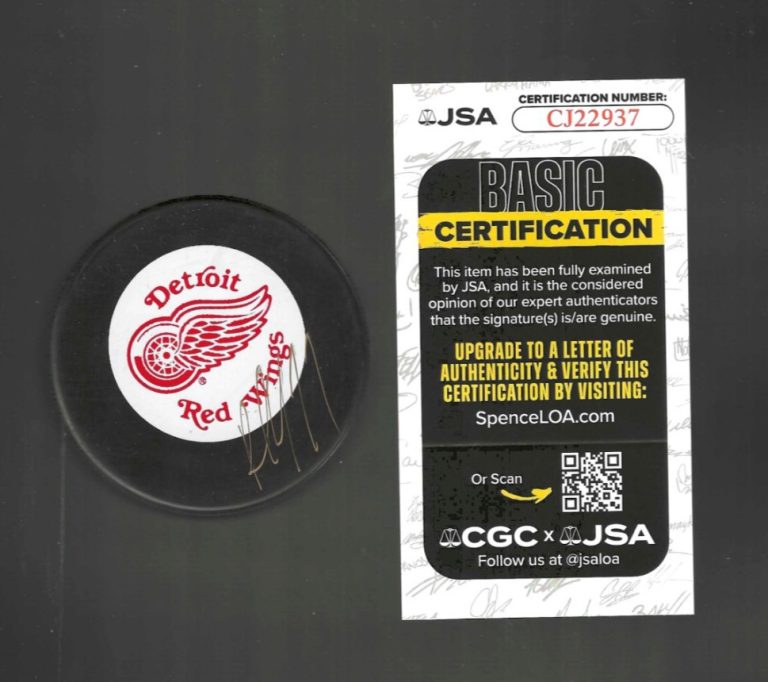 Detroit
Red Wings
®
JSA
CERTIFICATION NUMBER:
CJ22937
BASIC
CERTIFICATION
This item has been fully examined
by JSA, and it is the considered
opinion of our expert authenticators
that the signature(s) is/are genuine.
UPGRADE TO A LETTER OF
AUTHENTICITY & VERIFY THIS
CERTIFICATION BY VISITING:
SpenceLOA.com
Or Scan
CGC x JSA
Follow us at @jsaloa